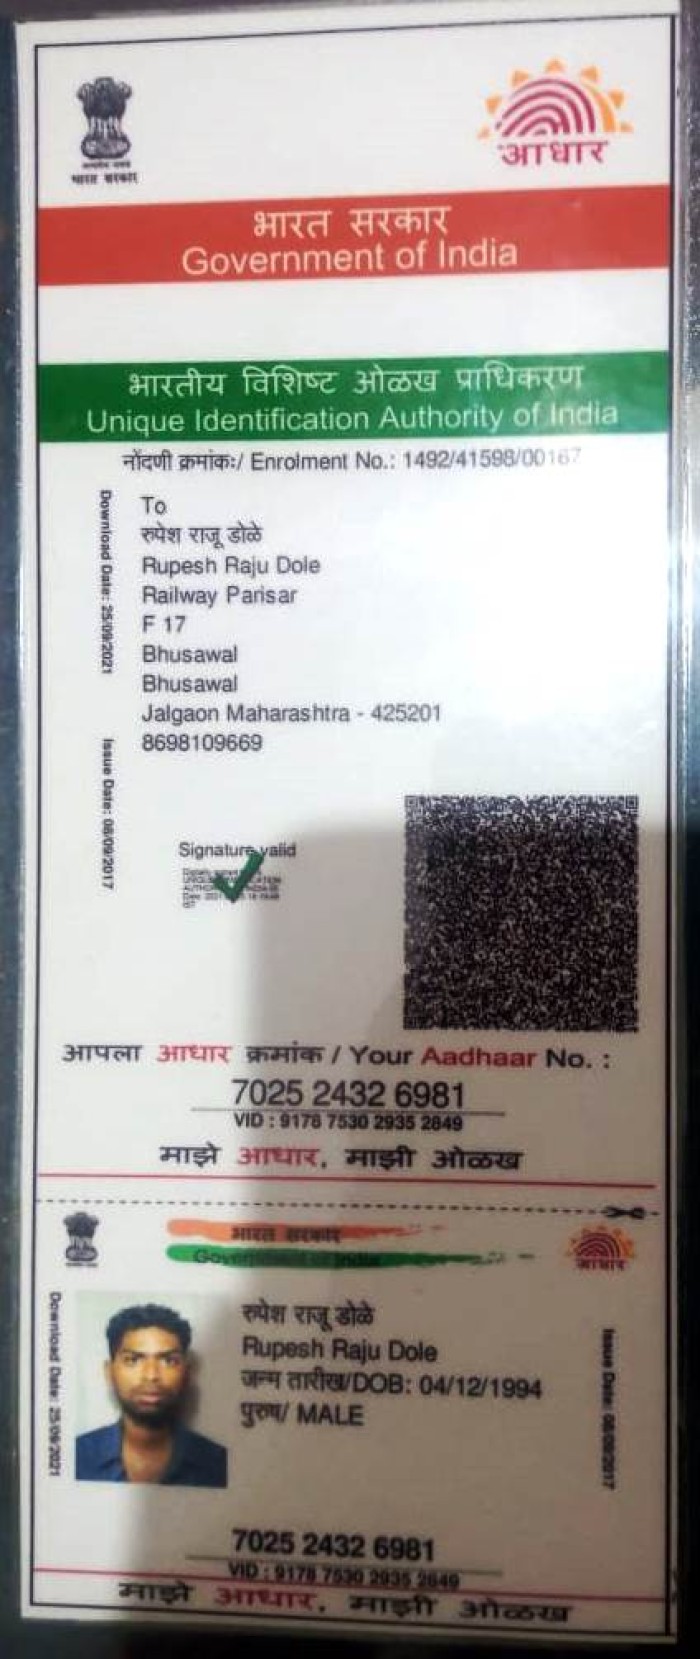 भारत सरकार
आधार
भारत सरकार
Government of India
भारतीय विशिष्ट ओळख प्राधिकरण
Unique Identification Authority of India
नोंदणी क्रमांकः/ Enrolment No.: 1492/41598/00167
To
रुपेश राजू डोळे
Rupesh Raju Dole
Railway Parisar
F 17
Bhusawal
Bhusawal
Jalgaon Maharashtra - 425201
8698109669
Download Date: 25/09/2021
Issue Date: 08/09/2017
Signature valid
आपला आधार क्रमांक / Your Aadhaar No. :
7025 2432 6981
VID : 9178 7530 2935
माझे आधार, माझी ओळख
भारत सरकार
Government of India
आधार
रुपेश राजू डोळे
Rupesh Raju Dole
जन्म तारीख/DOB: 04/12/1994
पुरुष/ MALE
Download Date: 25/09/2021
Issue Date: 08/09/2017
7025 2432 6981
VID : 9178 7530 2935
माझे आधार, माझी ओळख